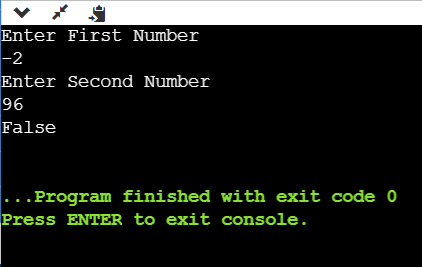 Enter First Number
-2
Enter Second Number
96
False
...Program finished with exit code 0
Press ENTER to exit console.